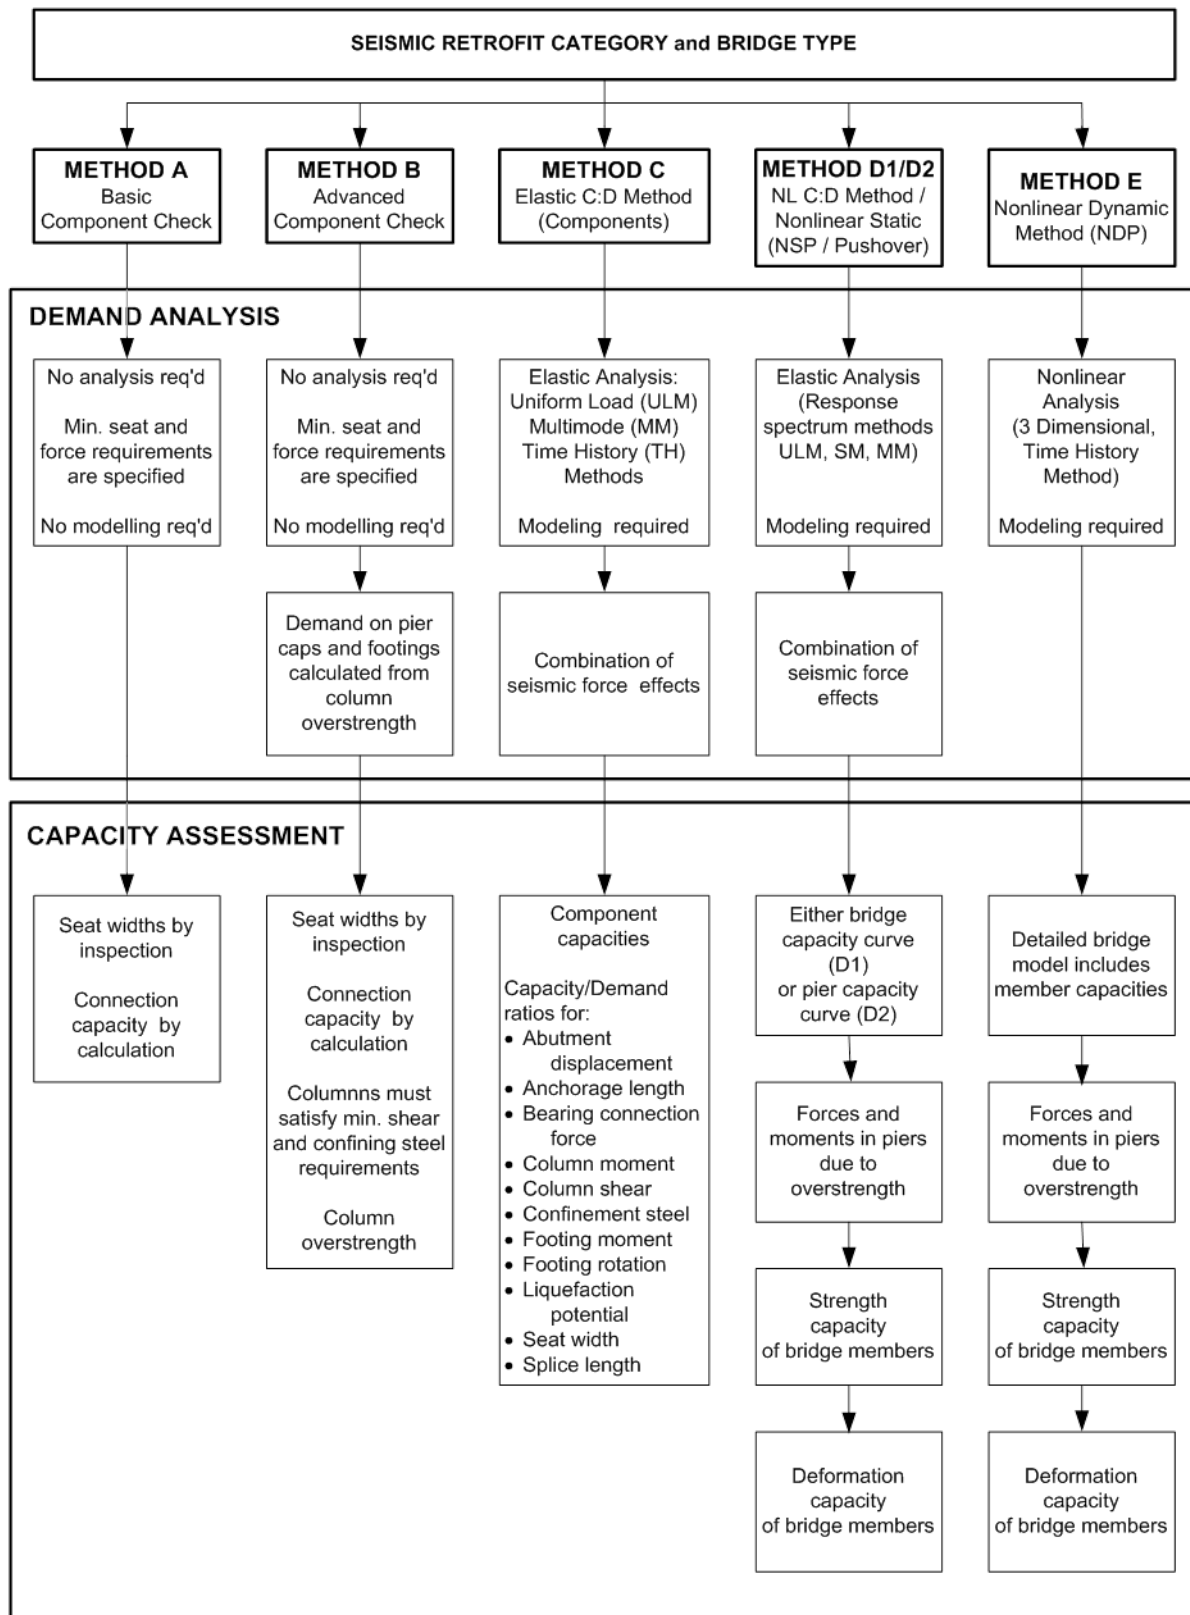 SEISMIC RETROFIT CATEGORY and BRIDGE TYPE
METHOD A
Basic
Component Check
METHOD B
Advanced
Component Check
METHOD C
Elastic C:D Method
(Components)
METHOD D1/D2
NL C:D Method /
Nonlinear Static
(NSP / Pushover)
METHOD E
Nonlinear Dynamic
Method (NDP)
DEMAND ANALYSIS
No analysis req'd
Min. seat and
force requirements
are specified
No modelling req'd
No analysis req'd
Min. seat and
force requirements
are specified
No modelling req'd
Elastic Analysis:
Uniform Load (ULM)
Multimode (MM)
Time History (TH)
Methods
Modeling required
Elastic Analysis
(Response
spectrum methods
ULM, SM, MM)
Modeling required
Nonlinear
Analysis
(3 Dimensional,
Time History
Method)
Modeling required
Demand on pier
caps and footings
calculated from
column
overstrength
Combination of
seismic force effects
Combination of
seismic force
effects
CAPACITY ASSESSMENT
Seat widths by
inspection
Connection
capacity by
calculation
Seat widths by
inspection
Connection
capacity by
calculation
Columnns must
satisfy min. shear
and confining steel
requirements
Column
overstrength
Component
capacities
Capacity/Demand
ratios for:
• Abutment
displacement
• Anchorage length
• Bearing connection
force
• Column moment
• Column shear
• Confinement steel
• Footing moment
• Footing rotation
• Liquefaction
potential
• Seat width
• Splice length
Either bridge
capacity curve
(D1)
or pier capacity
curve (D2)
Forces and
moments in piers
due to
overstrength
Strength
capacity
of bridge members
Deformation
capacity
of bridge members
Detailed bridge
model includes
member capacities
Forces and
moments in piers
due to
overstrength
Strength
capacity
of bridge members
Deformation
capacity
of bridge members